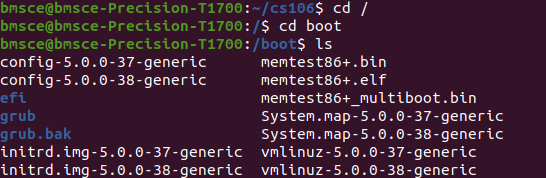 bmsce@bmsce-Precision-T1700:~/cs106$ cd /
bmsce@bmsce-Precision-T1700:/$ cd boot
bmsce@bmsce-Precision-T1700:/boot$ ls
config-5.0.0-37-generic memtest86+.bin
config-5.0.0-38-generic memtest86+.elf
efi memtest86+_multiboot.bin
grub System.map-5.0.0-37-generic
grub.bak System.map-5.0.0-38-generic
initrd.img-5.0.0-37-generic vmlinuz-5.0.0-37-generic
initrd.img-5.0.0-38-generic vmlinuz-5.0.0-38-generic